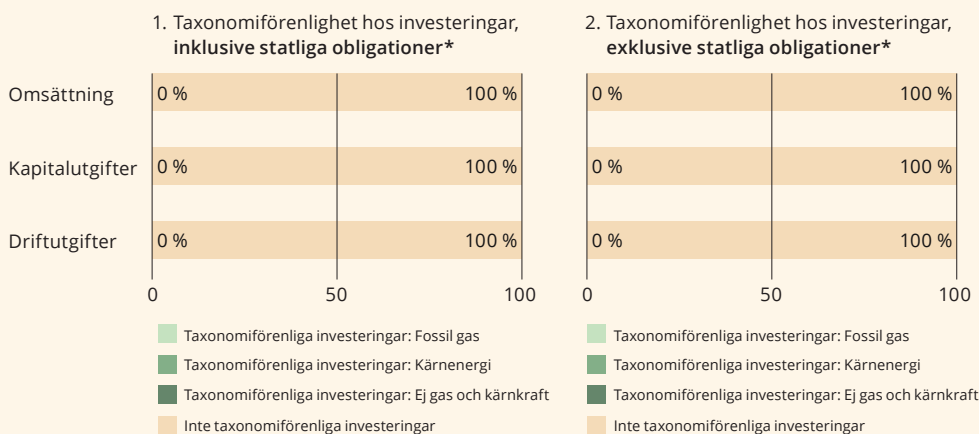 1. Taxonomiförenlighet hos investeringar,
inklusive statliga obligationer*
Omsättning
0 % 100 %
Kapitalutgifter
0 % 100 %
Driftutgifter
0 % 100 %
0 50 100
Taxonomiförenliga investeringar: Fossil gas
Taxonomiförenliga investeringar: Kärnenergi
Taxonomiförenliga investeringar: Ej gas och kärnkraft
Inte taxonomiförenliga investeringar
2. Taxonomiförenlighet hos investeringar,
exklusive statliga obligationer*
0 % 100 %
0 % 100 %
0 % 100 %
0 50 100
Taxonomiförenliga investeringar: Fossil gas
Taxonomiförenliga investeringar: Kärnenergi
Taxonomiförenliga investeringar: Ej gas och kärnkraft
Inte taxonomiförenliga investeringar